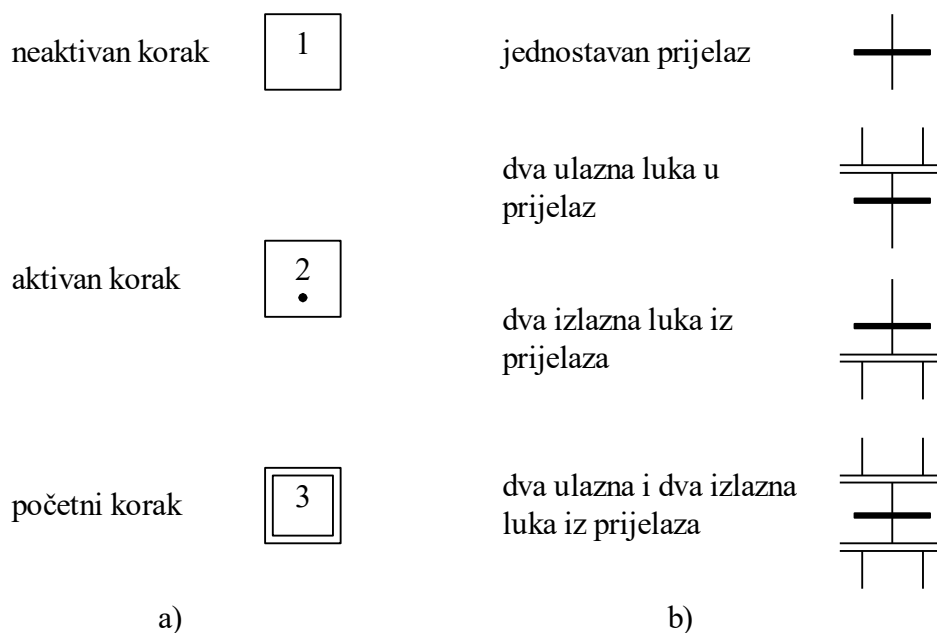 neaktivan korak
1
jednostavan prijelaz
dva ulazna luka u
prijelaz
aktivan korak
2
dva izlazna luka iz
prijelaza
početni korak
3
dva ulazna i dva izlazna
luka iz prijelaza
a)
b)